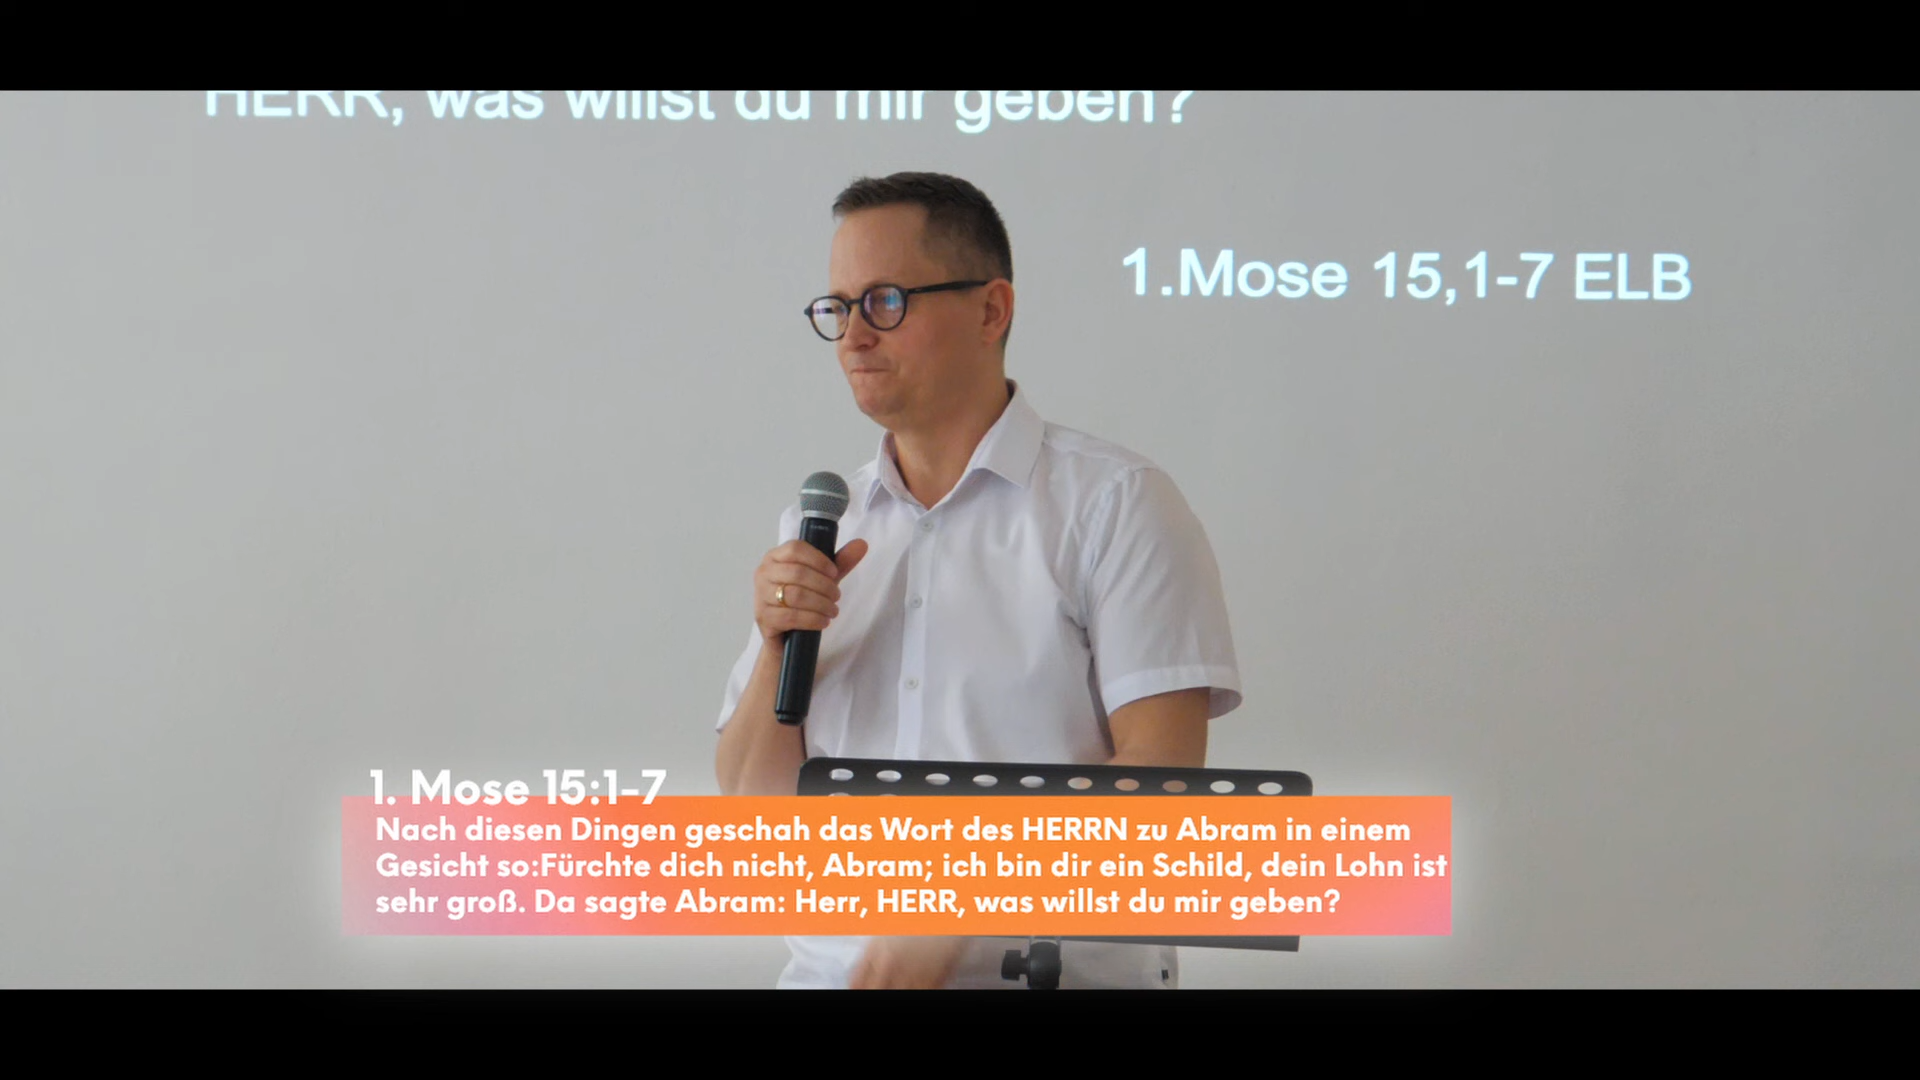 HERR, was willst du mir geben?
1.Mose 15,1-7 ELB
1. Mose 15:1-7
Nach diesen Dingen geschah das Wort des HERRN zu Abram in einem
Gesicht so:Fürchte dich nicht, Abram; ich bin dir ein Schild, dein Lohn ist
sehr groß. Da sagte Abram: Herr, HERR, was willst du mir geben?